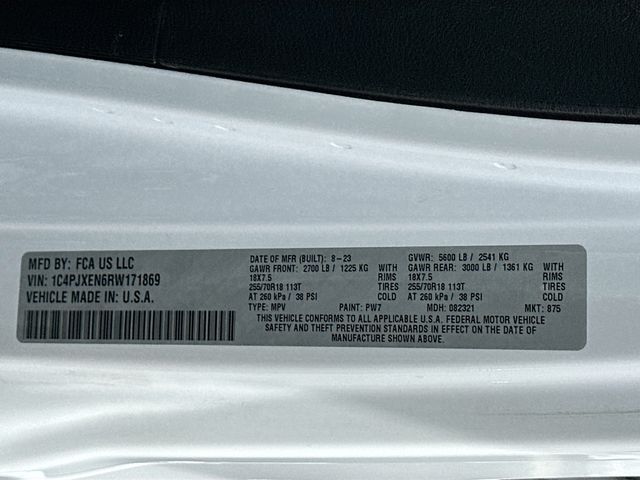 MFD BY: FCA US LLC
VIN: 1C4PJXEN6RW171869
VEHICLE MADE IN: U.S.A.
DATE OF MFR (BUILT): 8-23
GAWR FRONT: 2700 LB / 1225 KG WITH
18X7.5 RIMS
255/70R18 113T TIRES
AT 260 kPa / 38 PSI COLD
GVWR: 5600 LB / 2541 KG
GAWR REAR: 3000 LB / 1361 KG WITH
18X7.5 RIMS
255/70R18 113T TIRES
AT 260 kPa / 38 PSI COLD
TYPE: MPV PAINT: PW7 MDH: 082321 MKT: 875
THIS VEHICLE CONFORMS TO ALL APPLICABLE U.S.A. FEDERAL MOTOR VEHICLE
SAFETY AND THEFT PREVENTION STANDARDS IN EFFECT ON THE DATE OF
MANUFACTURE SHOWN ABOVE.